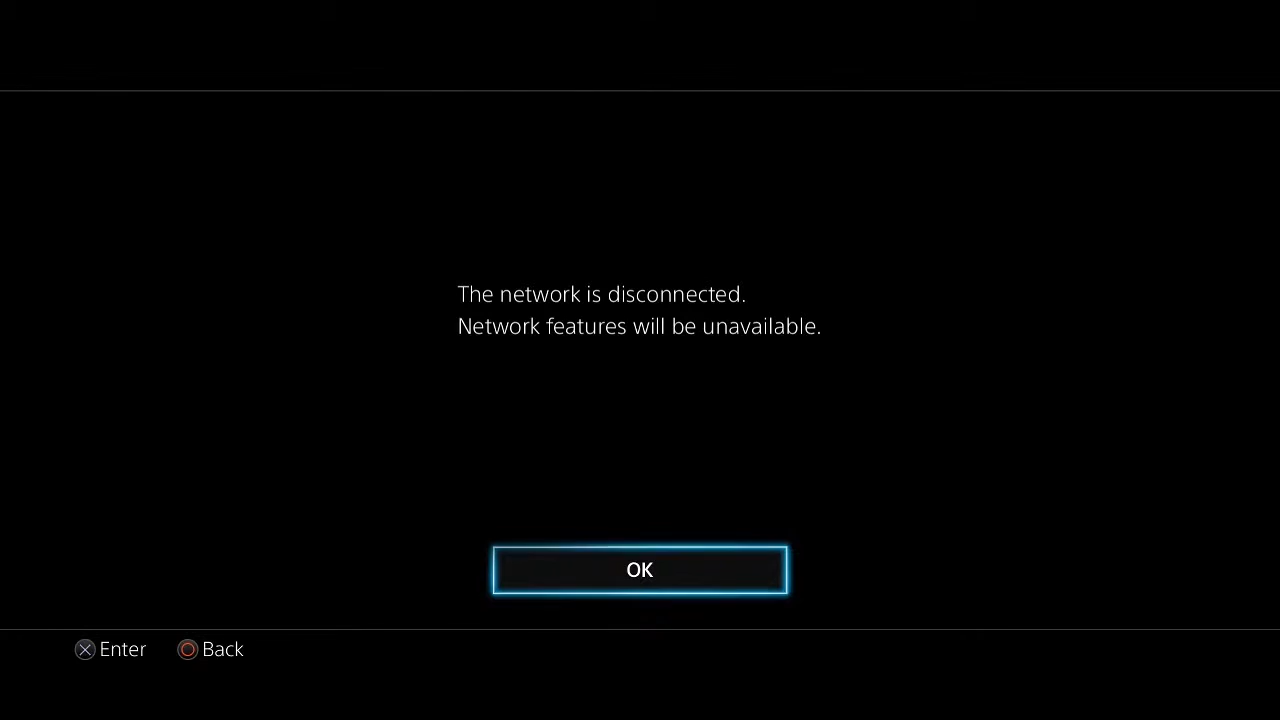 The network is disconnected.
Network features will be unavailable.
OK
Enter Back